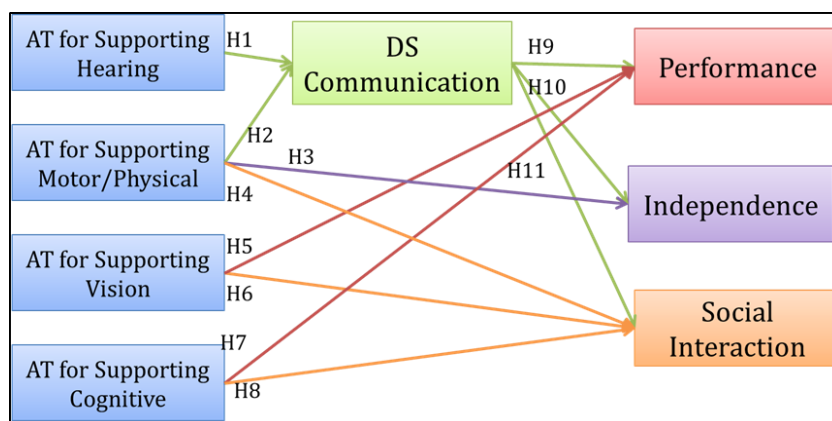 AT for Supporting
Hearing
H1
DS
Communication
H9
H10
Performance
AT for Supporting
Motor/Physical
H2
H3
H4
H11
Independence
AT for Supporting
Vision
H5
H6
Social
Interaction
AT for Supporting
Cognitive
H7
H8